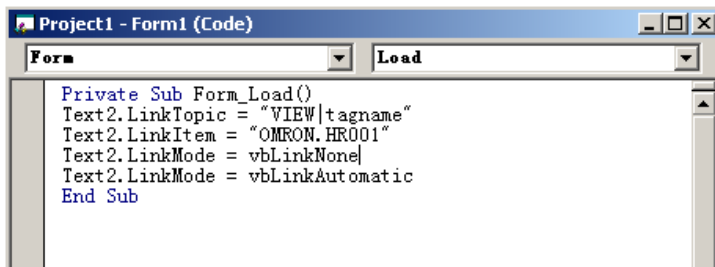 Project1 - Form1 (Code)
Form Load
Private Sub Form_Load()
Text2.LinkTopic = "VIEW|tagname"
Text2.LinkItem = "OMRON.HR001"
Text2.LinkMode = vbLinkNone
Text2.LinkMode = vbLinkAutomatic
End Sub